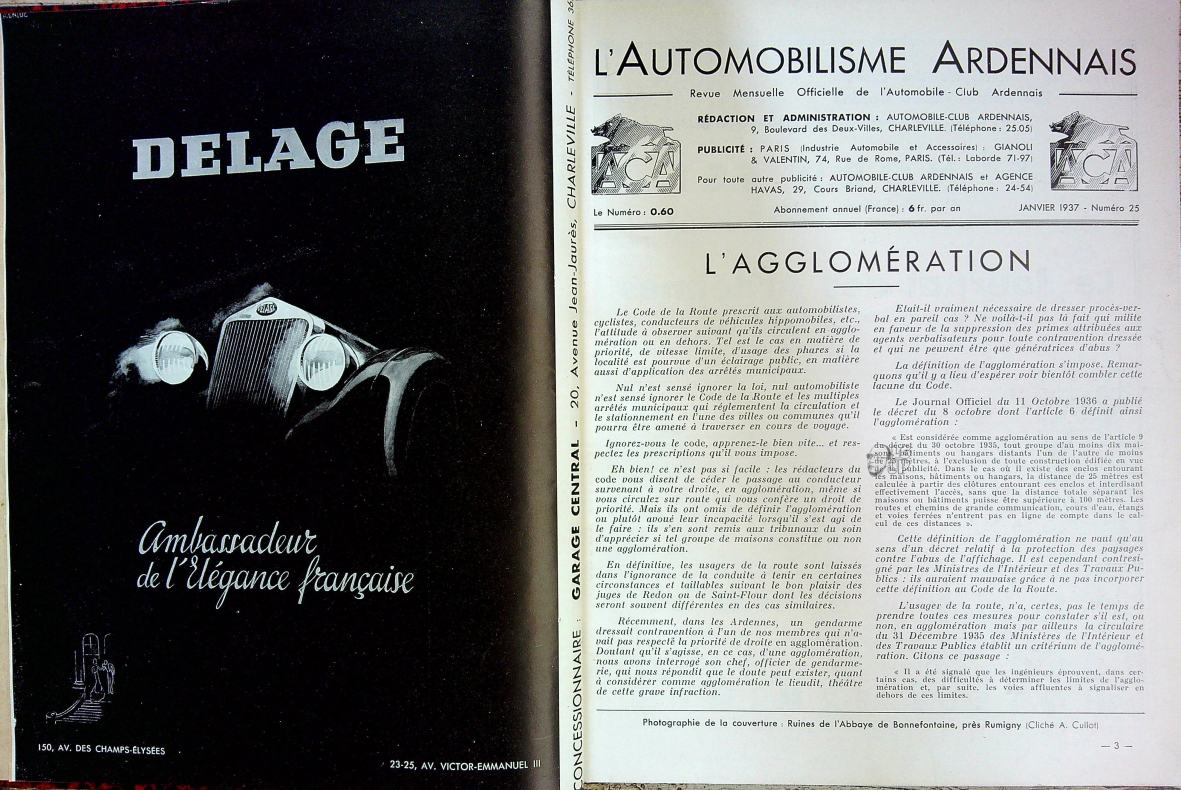 DELAGE
DELAGE
Ambassadeur
de l'Élégance française
150, AV. DES CHAMPS-ÉLYSÉES
23-25, AV. VICTOR-EMMANUEL III
CONCESSIONNAIRE : GARAGE CENTRAL - 20, Avenue Jean-Jaurès, CHARLEVILLE - TÉLÉPHONE 36
L'AUTOMOBILISME ARDENNAIS
Revue Mensuelle Officielle de l'Automobile-Club Ardennais
ACA
RÉDACTION ET ADMINISTRATION : AUTOMOBILE-CLUB ARDENNAIS,
9, Boulevard des Deux-Villes, CHARLEVILLE. (Téléphone : 25.05)
PUBLICITÉ : PARIS (Industrie Automobile et Accessoires) : GIANOLI
& VALENTIN, 74, Rue de Rome, PARIS. (Tél. : Laborde 71-97)
Pour toute autre publicité : AUTOMOBILE-CLUB ARDENNAIS et AGENCE
HAVAS, 29, Cours Briand, CHARLEVILLE. (Téléphone : 24-54)
ACA
Le Numéro : 0.60
Abonnement annuel (France) : 6 fr. par an
JANVIER 1937 - Numéro 25
L'AGGLOMÉRATION
Le Code de la Route prescrit aux automobilistes,
cyclistes, conducteurs de véhicules hippomobiles, etc.,
l'attitude à observer suivant qu'ils circulent en agglo-
mération ou en dehors. Tel est le cas en matière de
priorité, de vitesse limite, d'usage des phares si la
localité est pourvue d'un éclairage public, en matière
aussi d'application des arrêtés municipaux.
Nul n'est sensé ignorer la loi, nul automobiliste
n'est sensé ignorer le Code de la Route et les multiples
arrêtés municipaux qui réglementent la circulation et
le stationnement en l'une des villes ou communes qu'il
pourra être amené à traverser en cours de voyage.
Ignorez-vous le code, apprenez-le bien vite... et res-
pectez les prescriptions qu'il vous impose.
Eh bien! ce n'est pas si facile : les rédacteurs du
code vous disent de céder le passage au conducteur
survenant à votre droite, en agglomération, même si
vous circulez sur route qui vous confère un droit de
priorité. Mais ils ont omis de définir l'agglomération
ou plutôt avoué leur incapacité lorsqu'il s'est agi de
le faire : ils s'en sont remis aux tribunaux du soin
d'apprécier si tel groupe de maisons constitue ou non
une agglomération.
En définitive, les usagers de la route sont laissés
dans l'ignorance de la conduite à tenir en certaines
circonstances et taillables suivant le bon plaisir des
juges de Redon ou de Saint-Flour dont les décisions
seront souvent différentes en des cas similaires.
Récemment, dans les Ardennes, un gendarme
dressait contravention à l'un de nos membres qui n'a-
vait pas respecté la priorité de droite en agglomération.
Doutant qu'il s'agisse, en ce cas, d'une agglomération,
nous avons interrogé son chef, officier de gendarme-
rie, qui nous répondit que le doute peut exister, quant
à considérer comme agglomération le lieudit, théâtre
de cette grave infraction.
Etait-il vraiment nécessaire de dresser procès-ver-
bal en pareil cas ? Ne voilà-t-il pas là fait qui milite
en faveur de la suppression des primes attribuées aux
agents verbalisateurs pour toute contravention dressée
et qui ne peuvent être que génératrices d'abus ?
La définition de l'agglomération s'impose. Remar-
quons qu'il y a lieu d'espérer voir bientôt combler cette
lacune du Code.
Le Journal Officiel du 11 Octobre 1936 a publié
le décret du 8 octobre dont l'article 6 définit ainsi
l'agglomération :
« Est considérée comme agglomération au sens de l'article 9
du décret du 30 octobre 1935, tout groupe d'au moins dix mai-
sons, bâtiments ou hangars distants l'un de l'autre de moins
de mètres, à l'exclusion de toute construction édifiée en vue
de publicité. Dans le cas où il existe des enclos entourant
les maisons, bâtiments ou hangars, la distance de 25 mètres est
calculée à partir des clôtures entourant ces enclos et interdisant
effectivement l'accès, sans que la distance totale séparant les
maisons ou bâtiments puisse être supérieure à 100 mètres. Les
routes et chemins de grande communication, cours d'eau, étangs
et voies ferrées n'entrent pas en ligne de compte dans le cal-
cul de ces distances ».
Cette définition de l'agglomération ne vaut qu'au
sens d'un décret relatif à la protection des paysages
contre l'abus de l'affichage. Il est cependant contresi-
gné par les Ministres de l'Intérieur et des Travaux Pu-
blics : ils auraient mauvaise grâce à ne pas incorporer
cette définition au Code de la Route.
L'usager de la route, n'a, certes, pas le temps de
prendre toutes ces mesures pour constater s'il est, ou
non, en agglomération mais par ailleurs la circulaire
du 31 Décembre 1935 des Ministères de l'Intérieur et
des Travaux Publics établit un critérium de l'agglomé-
ration. Citons ce passage :
« Il a été signalé que les ingénieurs éprouvent, dans cer-
tains cas, des difficultés à déterminer les limites de l'agglo-
mération et, par suite, les voies affluentes à signaliser en
dehors de ces limites.
Photographie de la couverture : Ruines de l'Abbaye de Bonnefontaine, près Rumigny (Cliché A. Cullot)
— 3 —